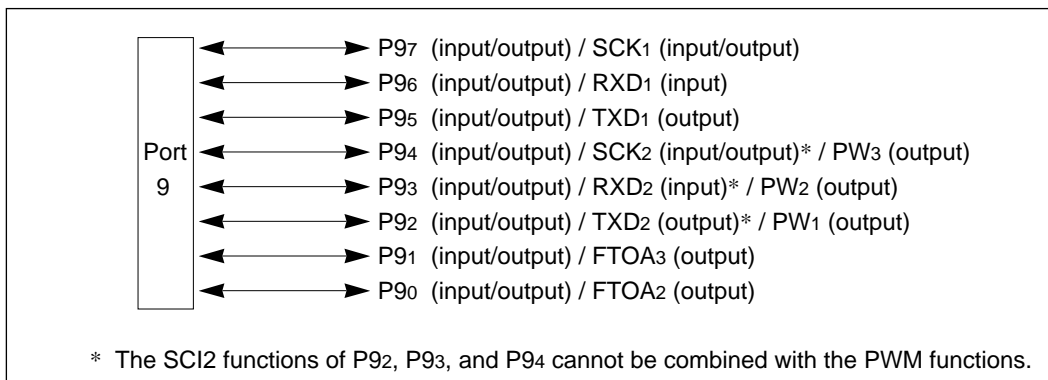 P97 (input/output) / SCK1 (input/output)
P96 (input/output) / RXD1 (input)
P95 (input/output) / TXD1 (output)
Port 9
P94 (input/output) / SCK2 (input/output)* / PW3 (output)
P93 (input/output) / RXD2 (input)* / PW2 (output)
P92 (input/output) / TXD2 (output)* / PW1 (output)
P91 (input/output) / FTOA3 (output)
P90 (input/output) / FTOA2 (output)
* The SCI2 functions of P92, P93, and P94 cannot be combined with the PWM functions.